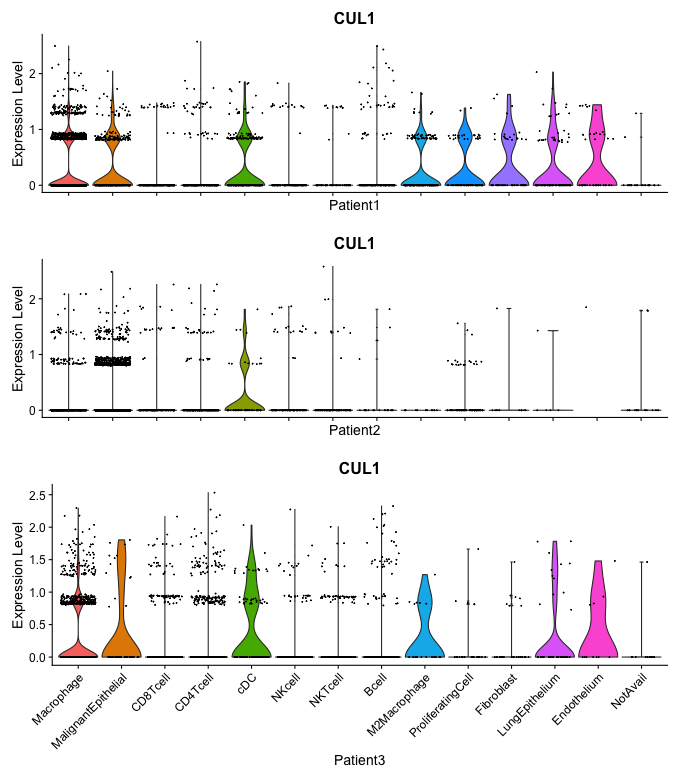 CUL1
Expression Level
2
1
0
Patient1
CUL1
Expression Level
2
1
0
Patient2
CUL1
Expression Level
2.5
2.0
1.5
1.0
0.5
0.0
Macrophage
MalignantEpithelial
CD8Tcell
CD4Tcell
cDC
NKcell
NKTcell
Bcell
M2Macrophage
ProliferatingCell
Fibroblast
LungEpithelium
Endothelium
NotAvail
Patient3